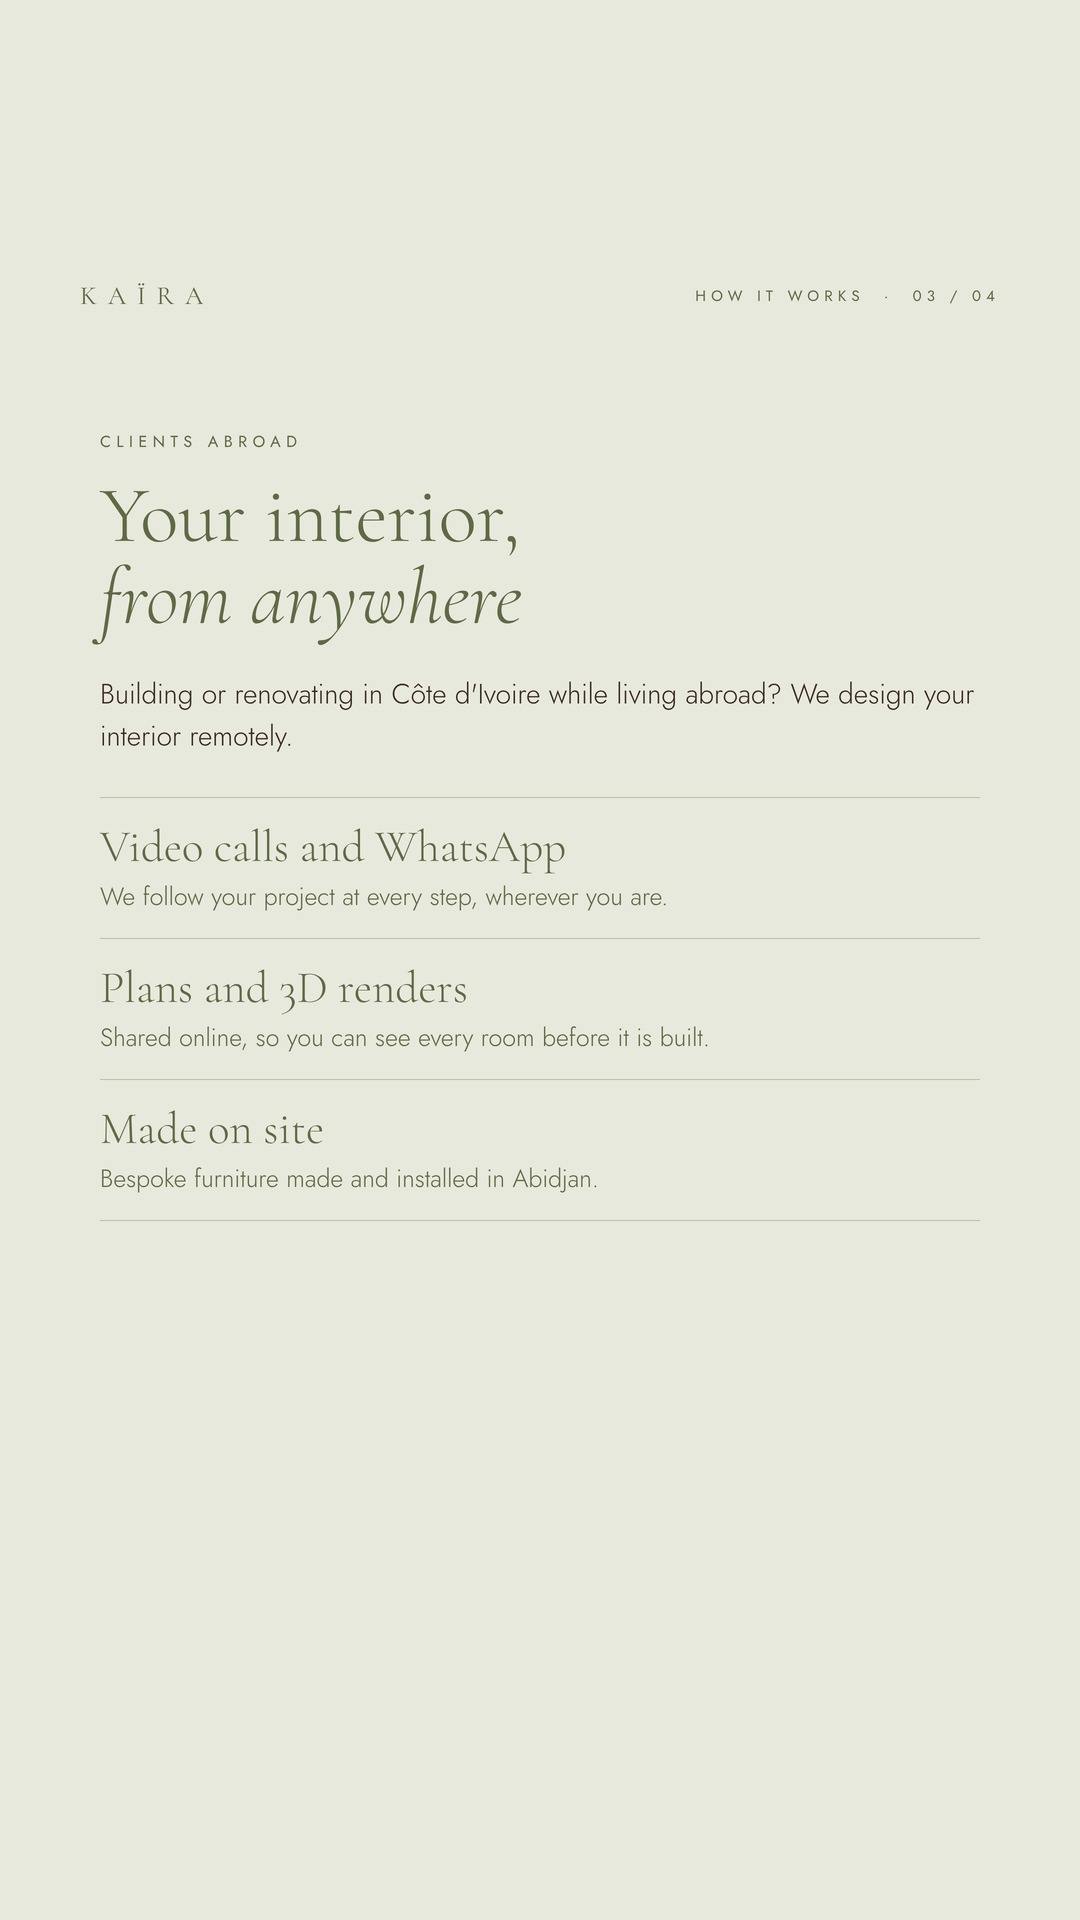 KAÏRA
HOW IT WORKS · 03 / 04
CLIENTS ABROAD
Your interior,
from anywhere
Building or renovating in Côte d'Ivoire while living abroad? We design your
interior remotely.
Video calls and WhatsApp
We follow your project at every step, wherever you are.
Plans and 3D renders
Shared online, so you can see every room before it is built.
Made on site
Bespoke furniture made and installed in Abidjan.